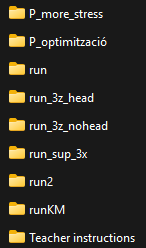 P_more_stress
P_optimització
run
run_3z_head
run_3z_nohead
run_sup_3x
run2
runKM
Teacher instructions